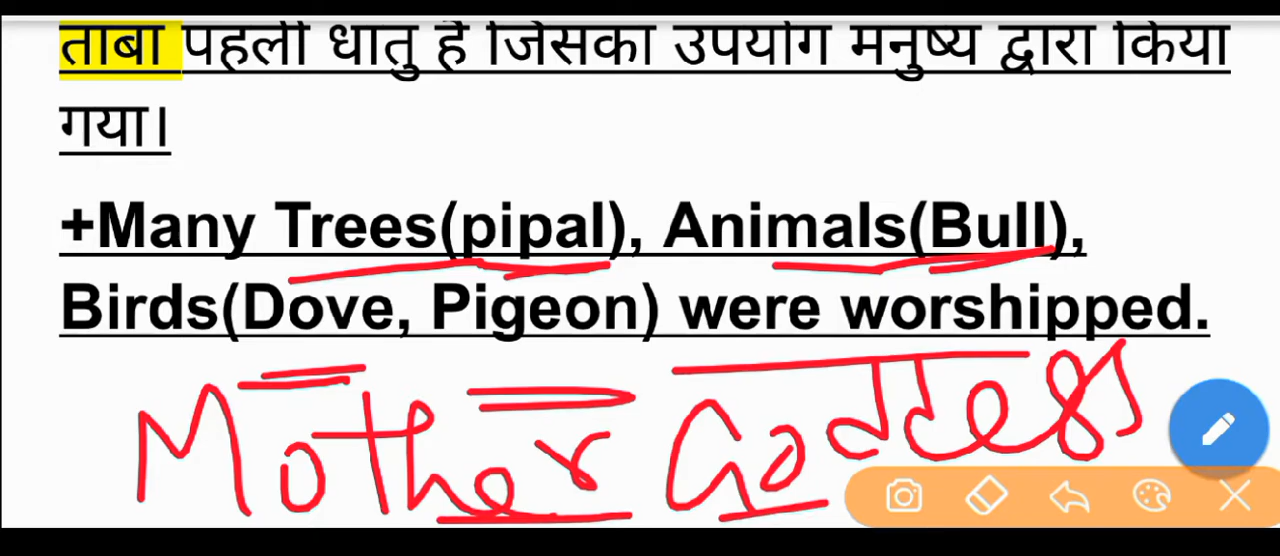 ताबा पहली धातु है जिसका उपयोग मनुष्य द्वारा किया
गया।
+Many Trees(pipal), Animals(Bull),
Birds(Dove, Pigeon) were worshipped.
Mother Goddess